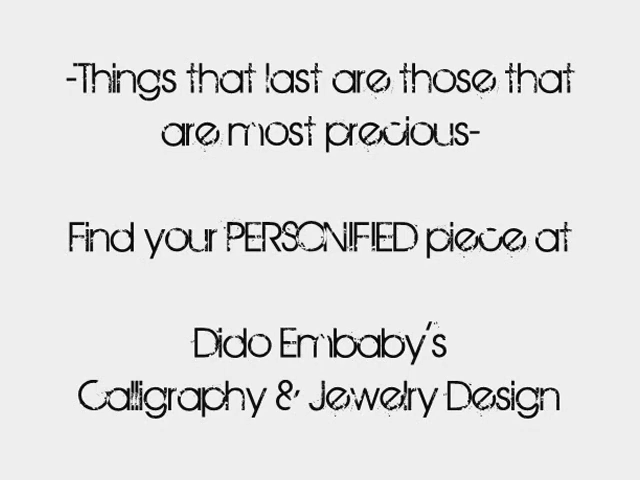 -Things that last are those that
are most precious-
Find your PERSONIFIED piece at
Dido Embaby's
Calligraphy & Jewelry Design